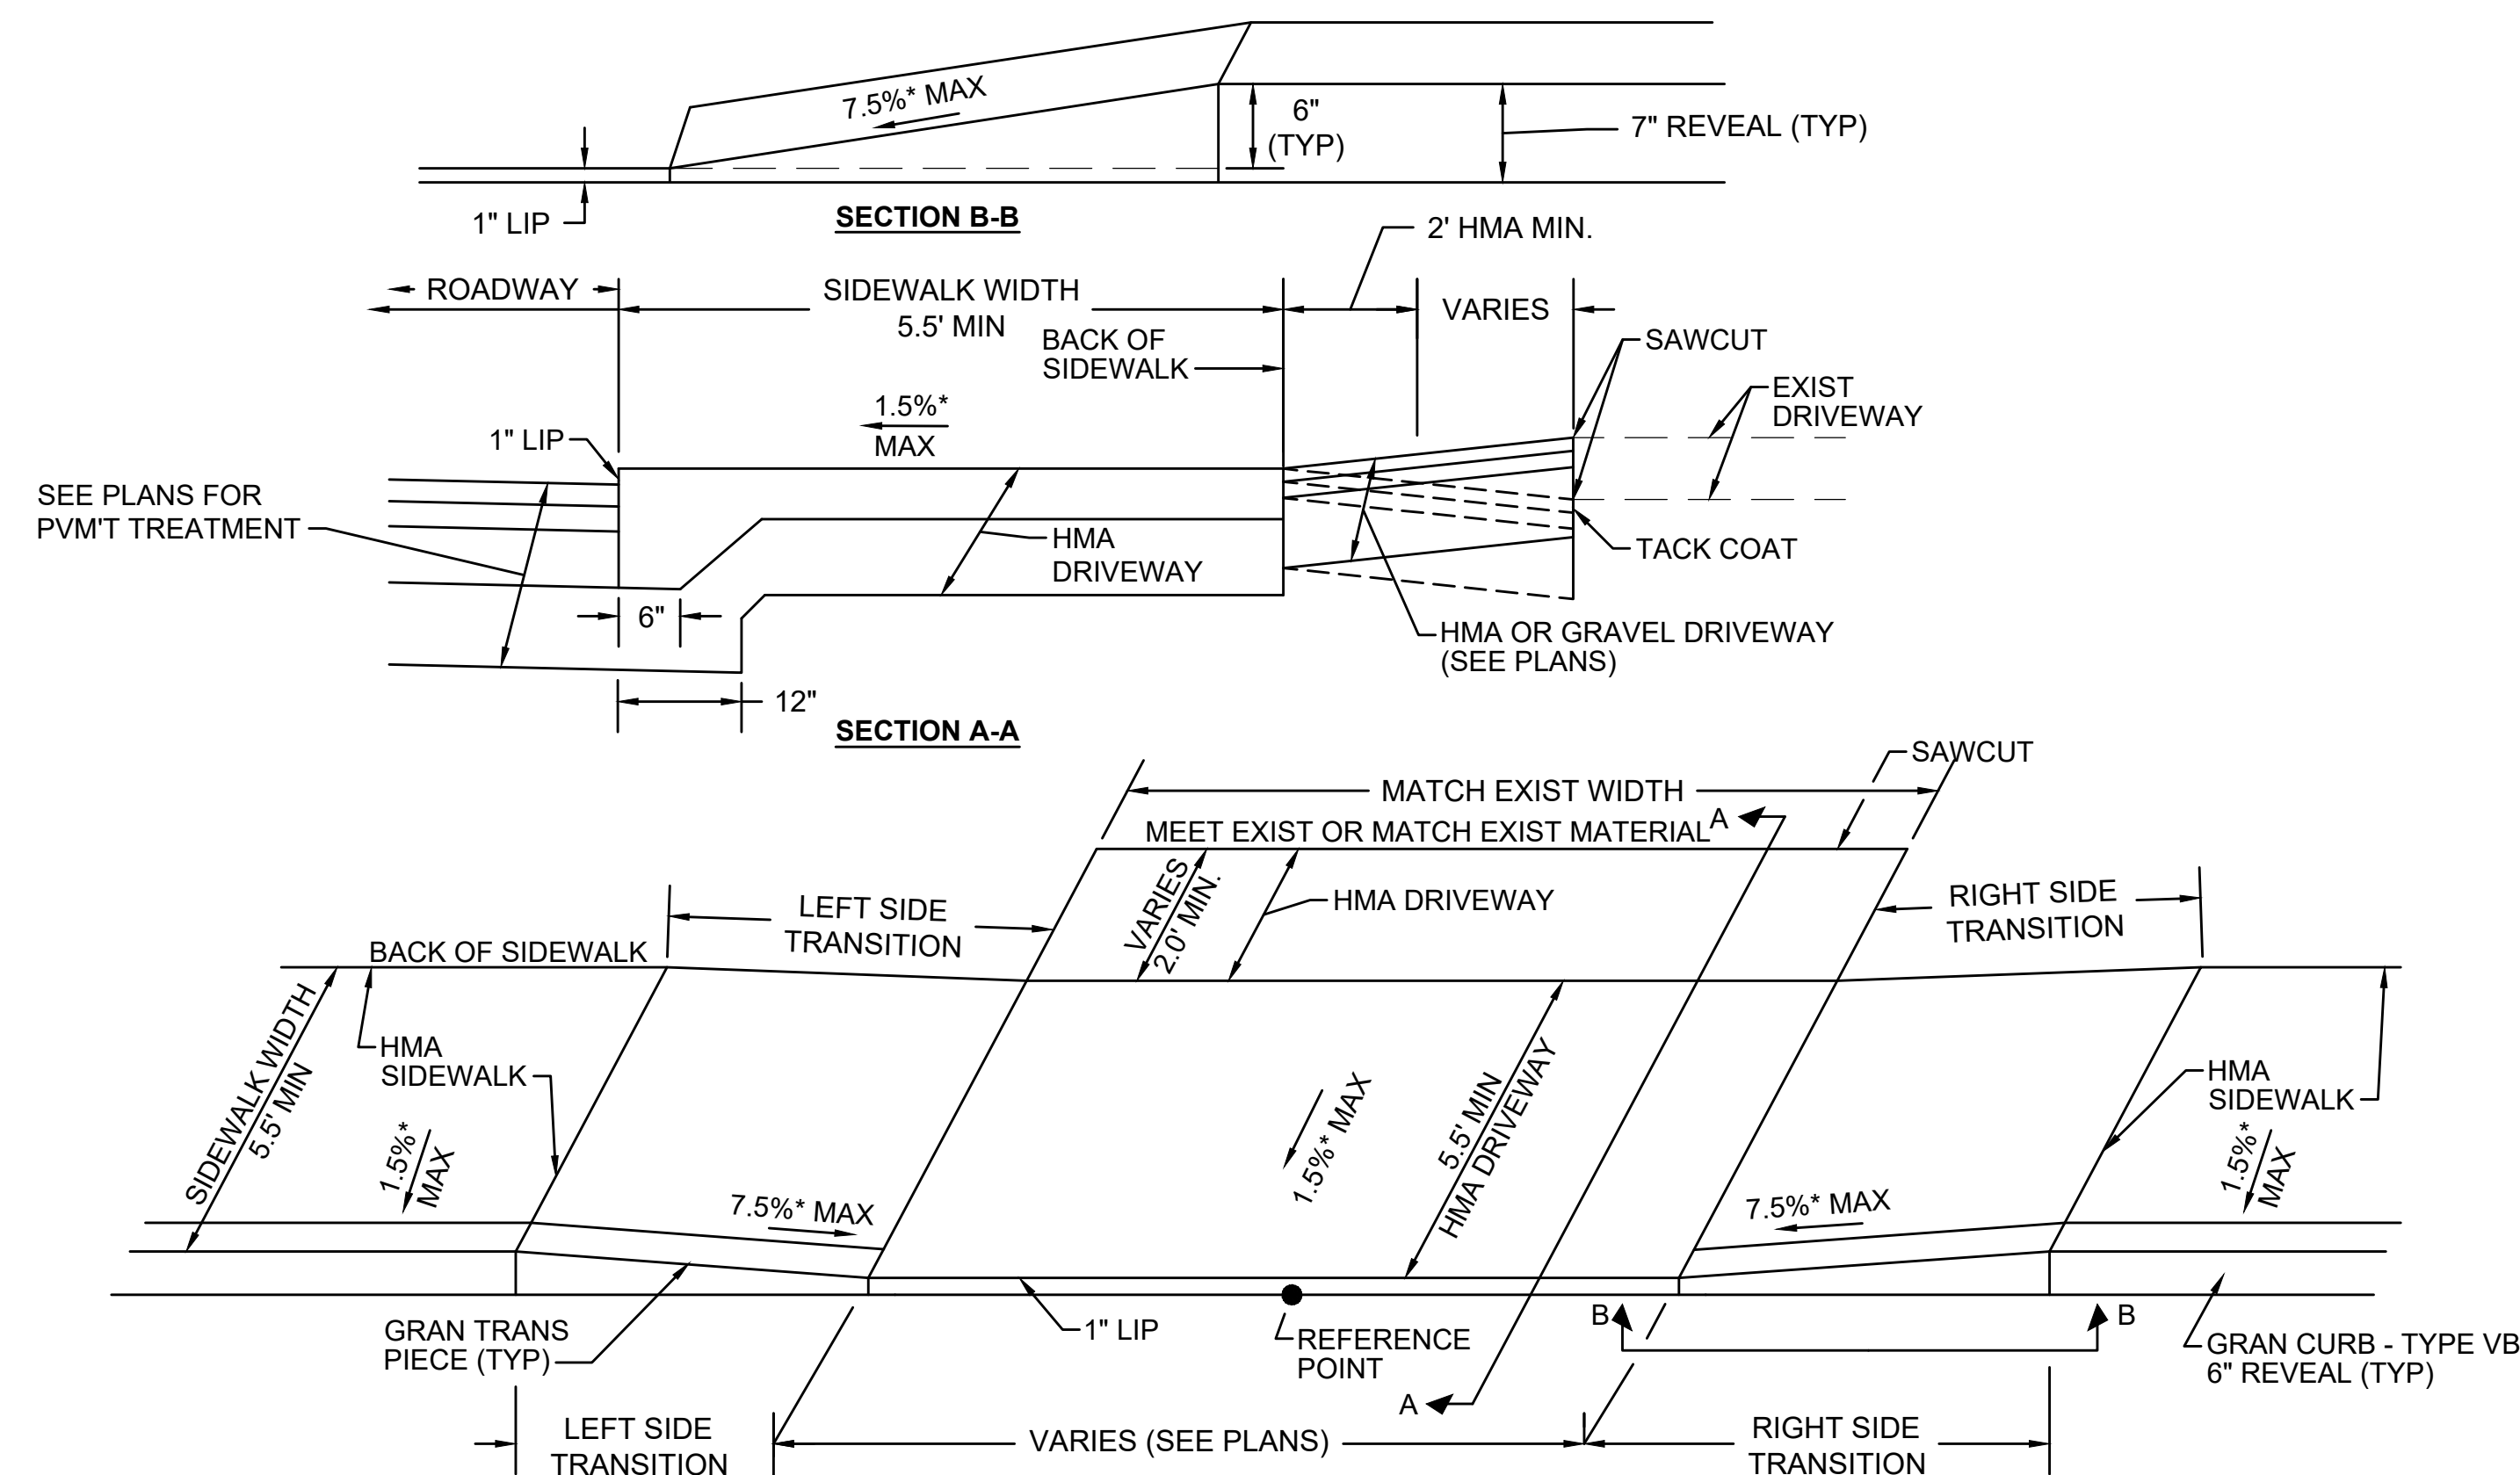 7.5%* MAX
6"
(TYP)
7" REVEAL (TYP)
1" LIP
SECTION B-B
2' HMA MIN.
ROADWAY
SIDEWALK WIDTH
5.5' MIN
VARIES
BACK OF
SIDEWALK
SAWCUT
EXIST
DRIVEWAY
1.5%*
MAX
1" LIP
SEE PLANS FOR
PVM'T TREATMENT
HMA
DRIVEWAY
TACK COAT
6"
HMA OR GRAVEL DRIVEWAY
(SEE PLANS)
12"
SECTION A-A
SAWCUT
MATCH EXIST WIDTH
A
MEET EXIST OR MATCH EXIST MATERIAL
VARIES
2.0' MIN.
HMA DRIVEWAY
LEFT SIDE
TRANSITION
RIGHT SIDE
TRANSITION
BACK OF SIDEWALK
SIDEWALK WIDTH
5.5' MIN
HMA
SIDEWALK
1.5%*
MAX
7.5%* MAX
1.5%* MAX
5.5' MIN
HMA DRIVEWAY
7.5%* MAX
HMA
SIDEWALK
1.5%*
MAX
GRAN TRANS
PIECE (TYP)
1" LIP
REFERENCE
POINT
B
B
GRAN CURB - TYPE VB
6" REVEAL (TYP)
A
LEFT SIDE
TRANSITION
VARIES (SEE PLANS)
RIGHT SIDE
TRANSITION